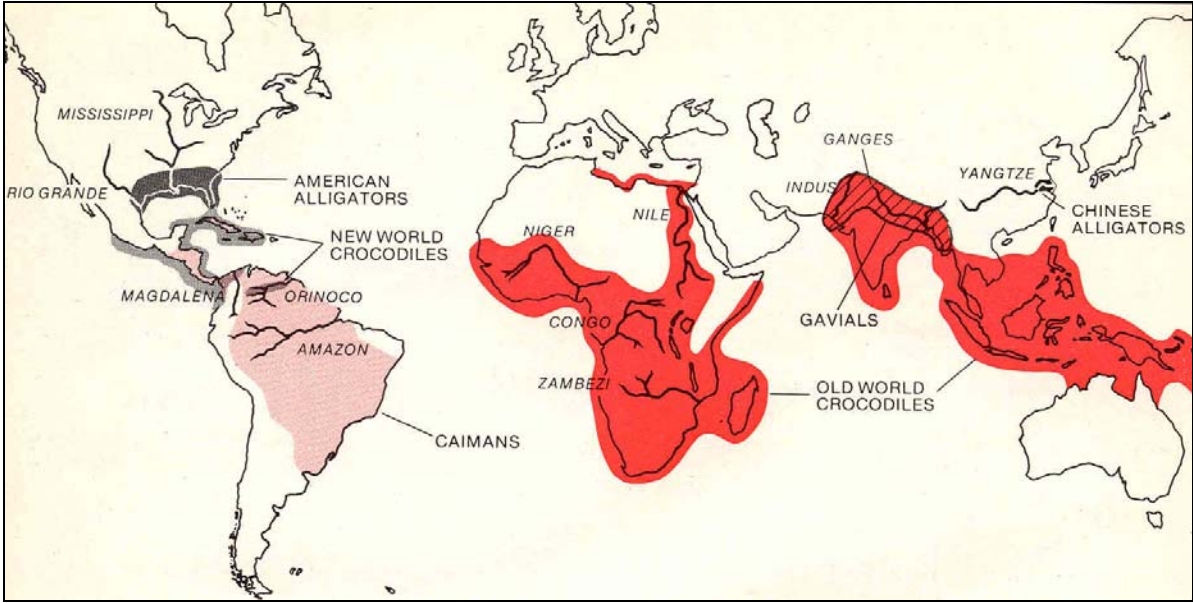 MISSISSIPPI
RIO GRANDE
AMERICAN
ALLIGATORS
NEW WORLD
CROCODILES
MAGDALENA
ORINOCO
AMAZON
CAIMANS
NIGER
NILE
CONGO
ZAMBEZI
INDUS
GANGES
YANGTZE
CHINESE
ALLIGATORS
GAVIALS
OLD WORLD
CROCODILES